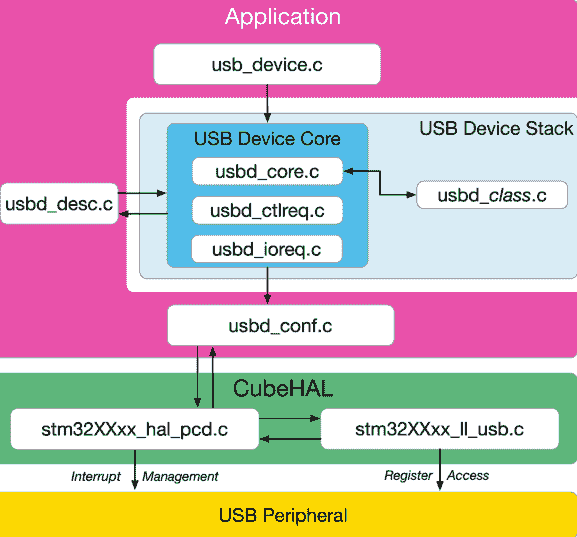 Application
usb_device.c
USB Device Stack
USB Device Core
usbd_core.c
usbd_class.c
usbd_desc.c
usbd_ctlreq.c
usbd_ioreq.c
usbd_conf.c
CubeHAL
stm32XXxx_hal_pcd.c
stm32XXxx_ll_usb.c
Interrupt Management
Register Access
USB Peripheral